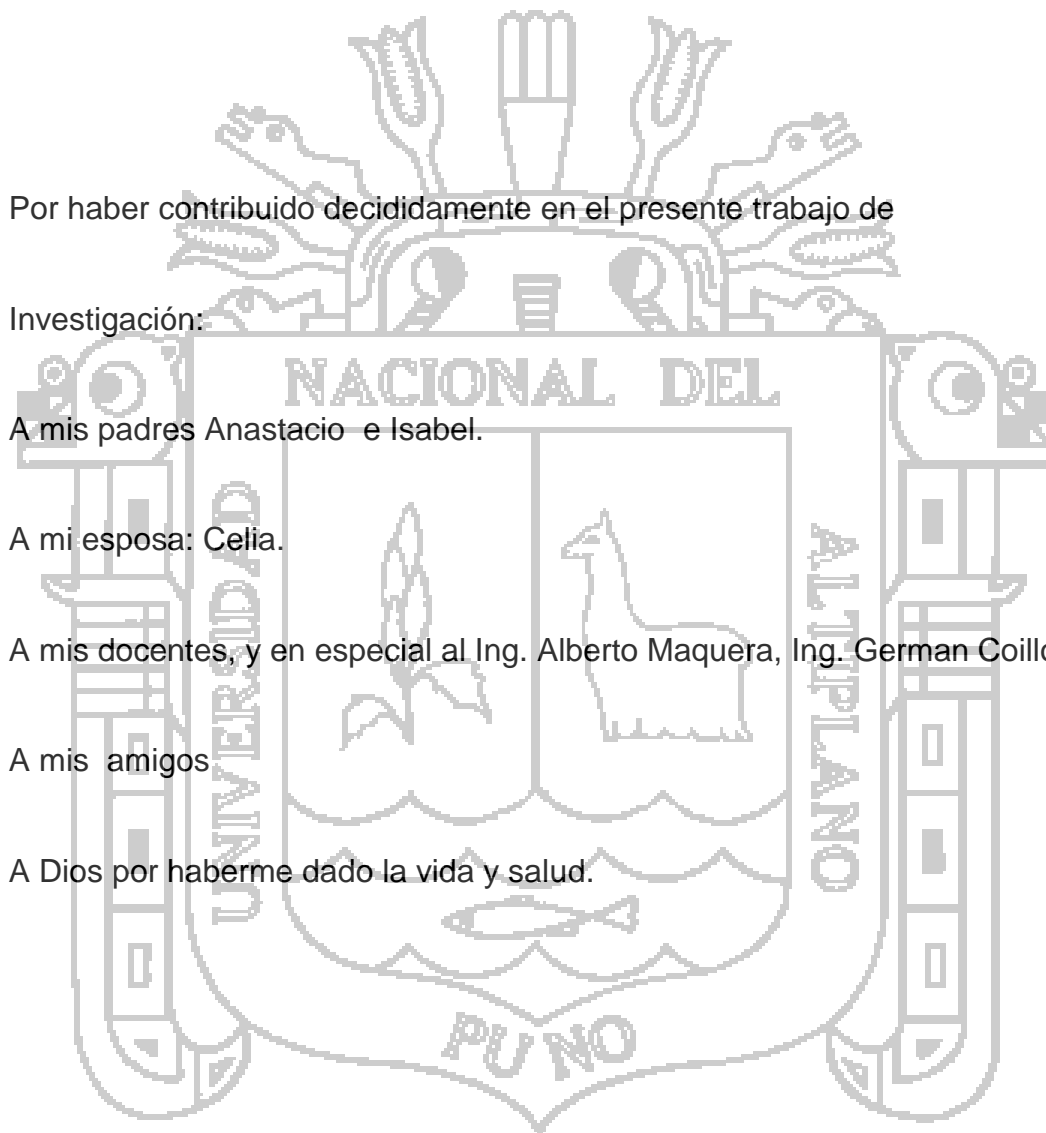 Por haber contribuido decididamente en el presente trabajo de
Investigación:
NACIONAL DEL
A mis padres Anastacio e Isabel.
A mi esposa: Celia.
UNIVERSIDAD
ALTIPLANO
A mis docentes, y en especial al Ing. Alberto Maquera, Ing. German Coillo
A mis amigos
A Dios por haberme dado la vida y salud.
PUNO